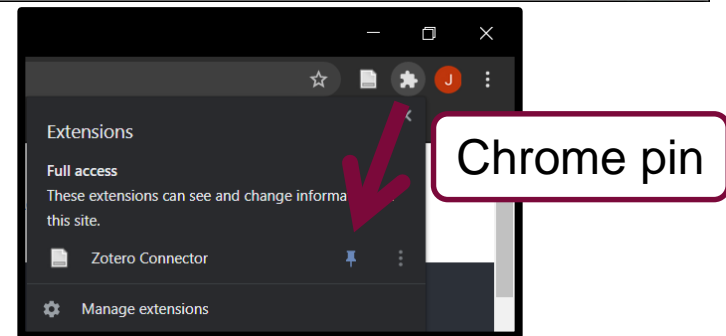 J
Extensions
Full access
These extensions can see and change informa
this site.
Zotero Connector
Manage extensions
Chrome pin